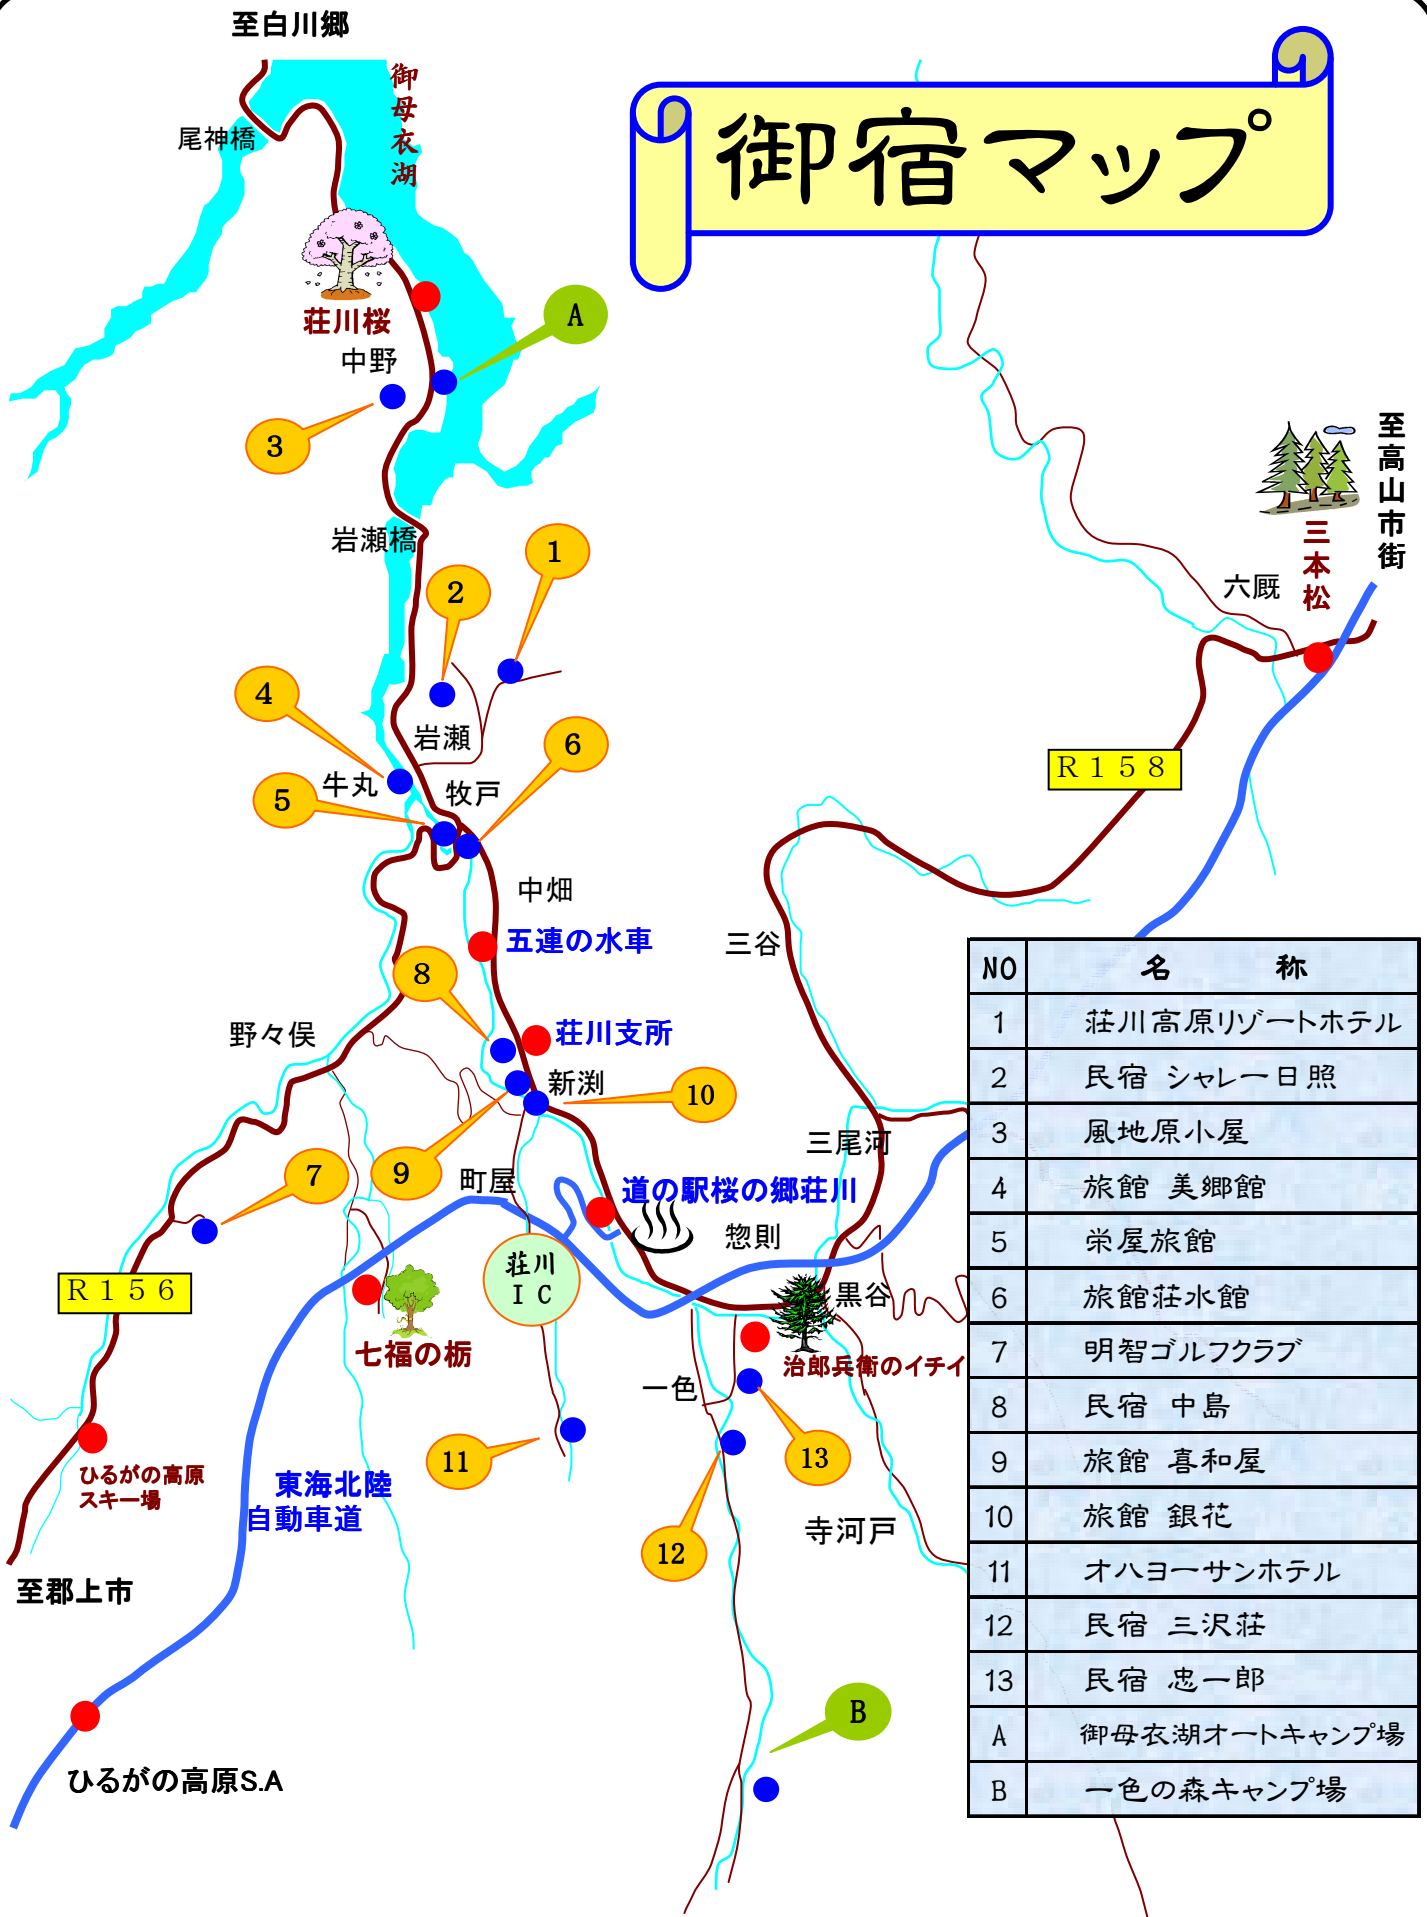 至白川郷
御母衣湖
御宿マップ
尾神橋
荘川桜
中野
A
3
至高山市街
三本松
六厩
岩瀬橋
1
2
4
岩瀬
6
R158
5
牛丸
牧戸
中畑
五連の水車
三谷
8
荘川支所
野々俣
新渕
10
三尾河
9
町屋
7
道の駅桜の郷荘川
惣則
荘川
IC
R156
黒谷
七福の栃
治郎兵衛のイチイ
一色
11
13
ひるがの高原
スキー場
東海北陸
自動車道
12
寺河戸
至郡上市
B
ひるがの高原S.A
NO 名 称
1 荘川高原リゾートホテル
2 民宿 シャレー日照
3 風地原小屋
4 旅館 美郷館
5 栄屋旅館
6 旅館荘水館
7 明智ゴルフクラブ
8 民宿 中島
9 旅館 喜和屋
10 旅館 銀花
11 オハヨーサンホテル
12 民宿 三沢荘
13 民宿 忠一郎
A 御母衣湖オートキャンプ場
B 一色の森キャンプ場